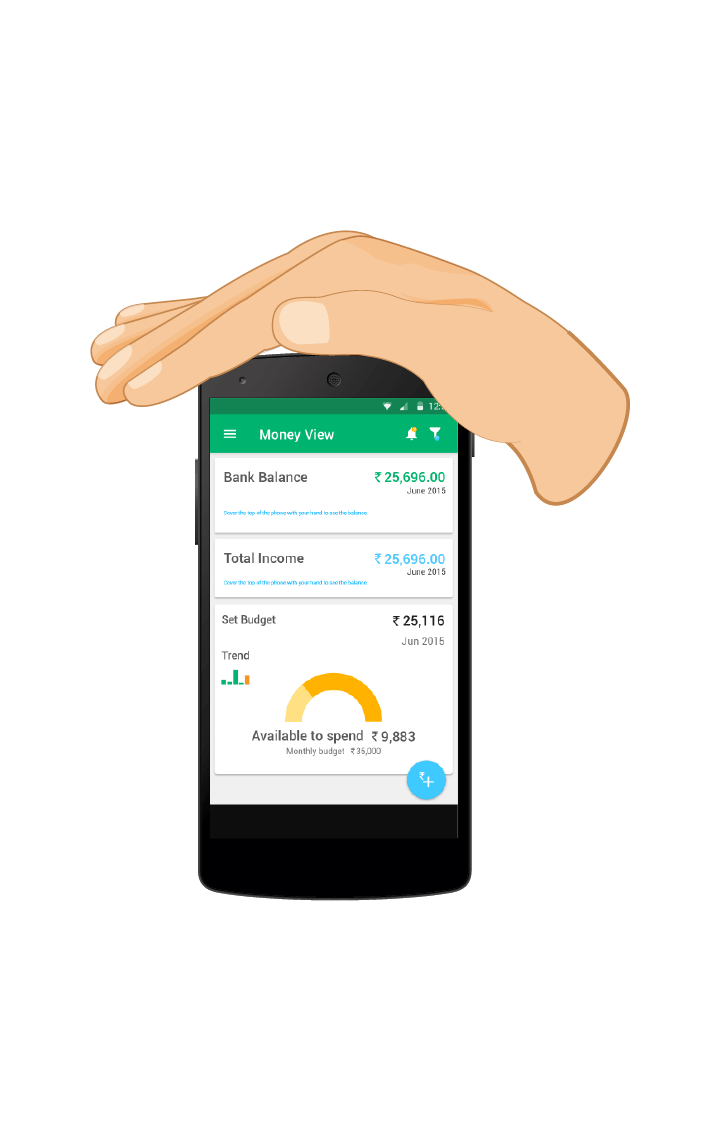 12:
Money View
Bank Balance ₹ 25,696.00
June 2015
Cover the top of the phone with your hand to see the balance.
Total Income ₹ 25,696.00
June 2015
Cover the top of the phone with your hand to see the balance.
Set Budget ₹ 25,116
Jun 2015
Trend
Available to spend ₹ 9,883
Monthly budget ₹ 35,000
₹+